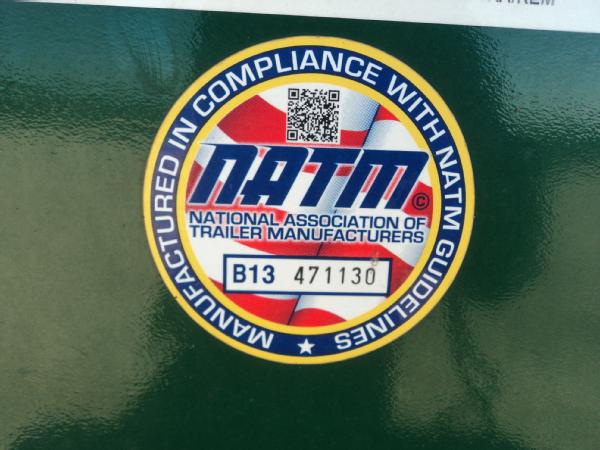 MANUFACTURED IN COMPLIANCE WITH NATM GUIDELINES
NATM ©
NATIONAL ASSOCIATION OF
TRAILER MANUFACTURERS
B13 471130